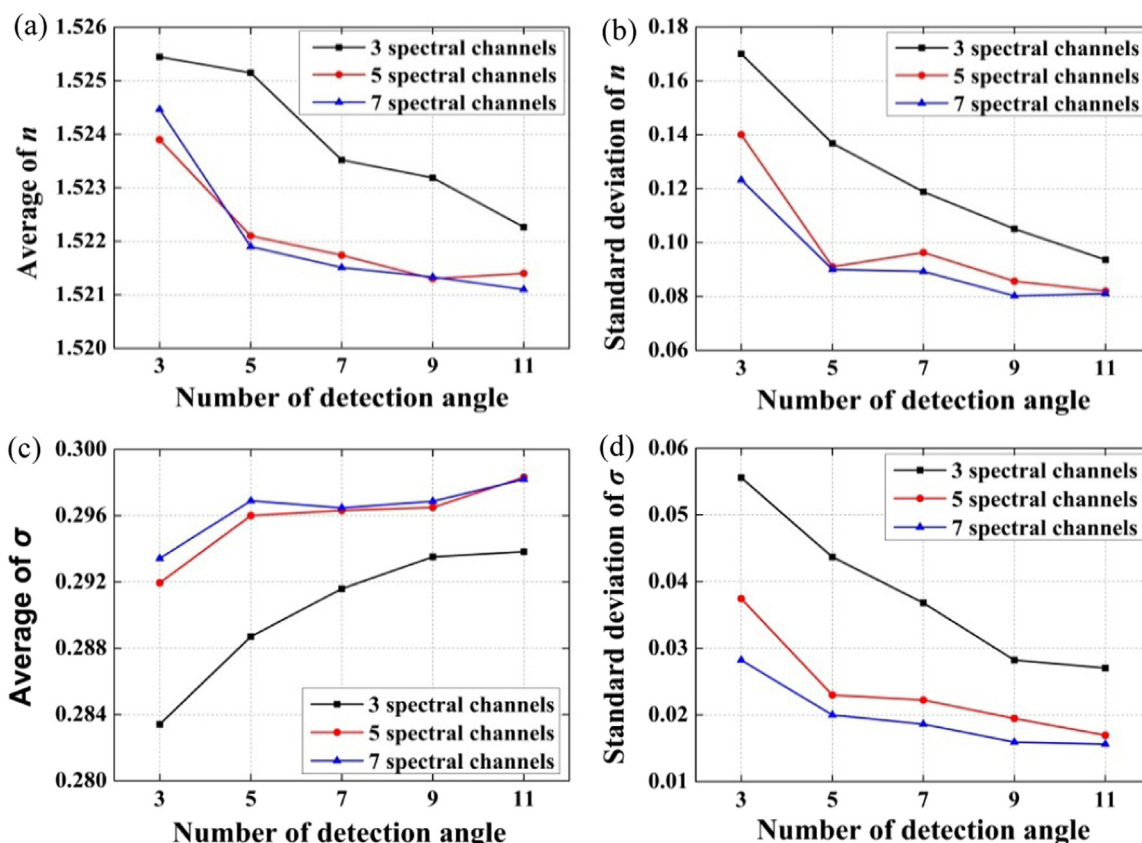 (a)
1.526
1.525
1.524
1.523
1.522
1.521
1.520
Average of n
3 spectral channels
5 spectral channels
7 spectral channels
3 5 7 9 11
Number of detection angle
(b)
0.18
0.16
0.14
0.12
0.10
0.08
0.06
Standard deviation of n
3 spectral channels
5 spectral channels
7 spectral channels
3 5 7 9 11
Number of detection angle
(c)
0.300
0.296
0.292
0.288
0.284
0.280
Average of σ
3 spectral channels
5 spectral channels
7 spectral channels
3 5 7 9 11
Number of detection angle
(d)
0.06
0.05
0.04
0.03
0.02
0.01
Standard deviation of σ
3 spectral channels
5 spectral channels
7 spectral channels
3 5 7 9 11
Number of detection angle